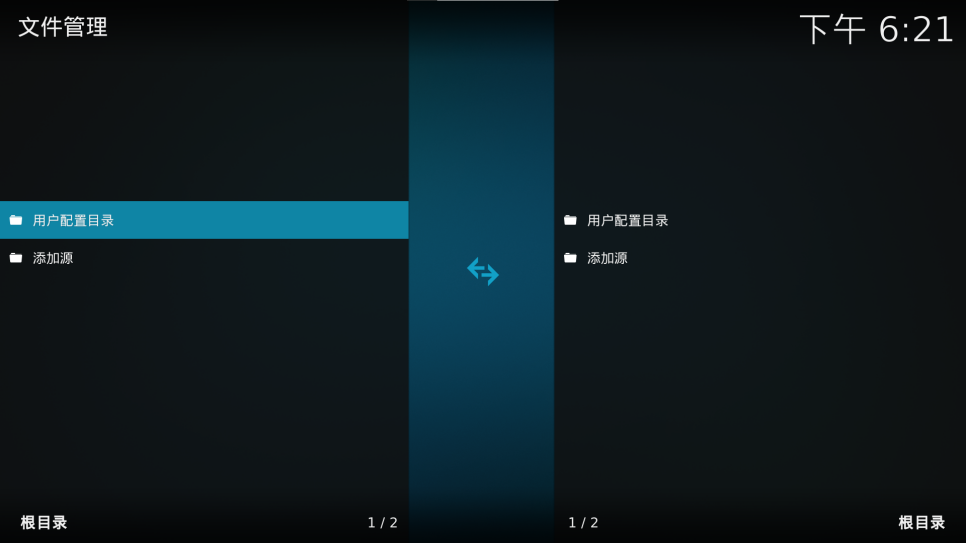 文件管理
下午 6:21
用户配置目录
添加源
用户配置目录
添加源
根目录
1 / 2
1 / 2
根目录